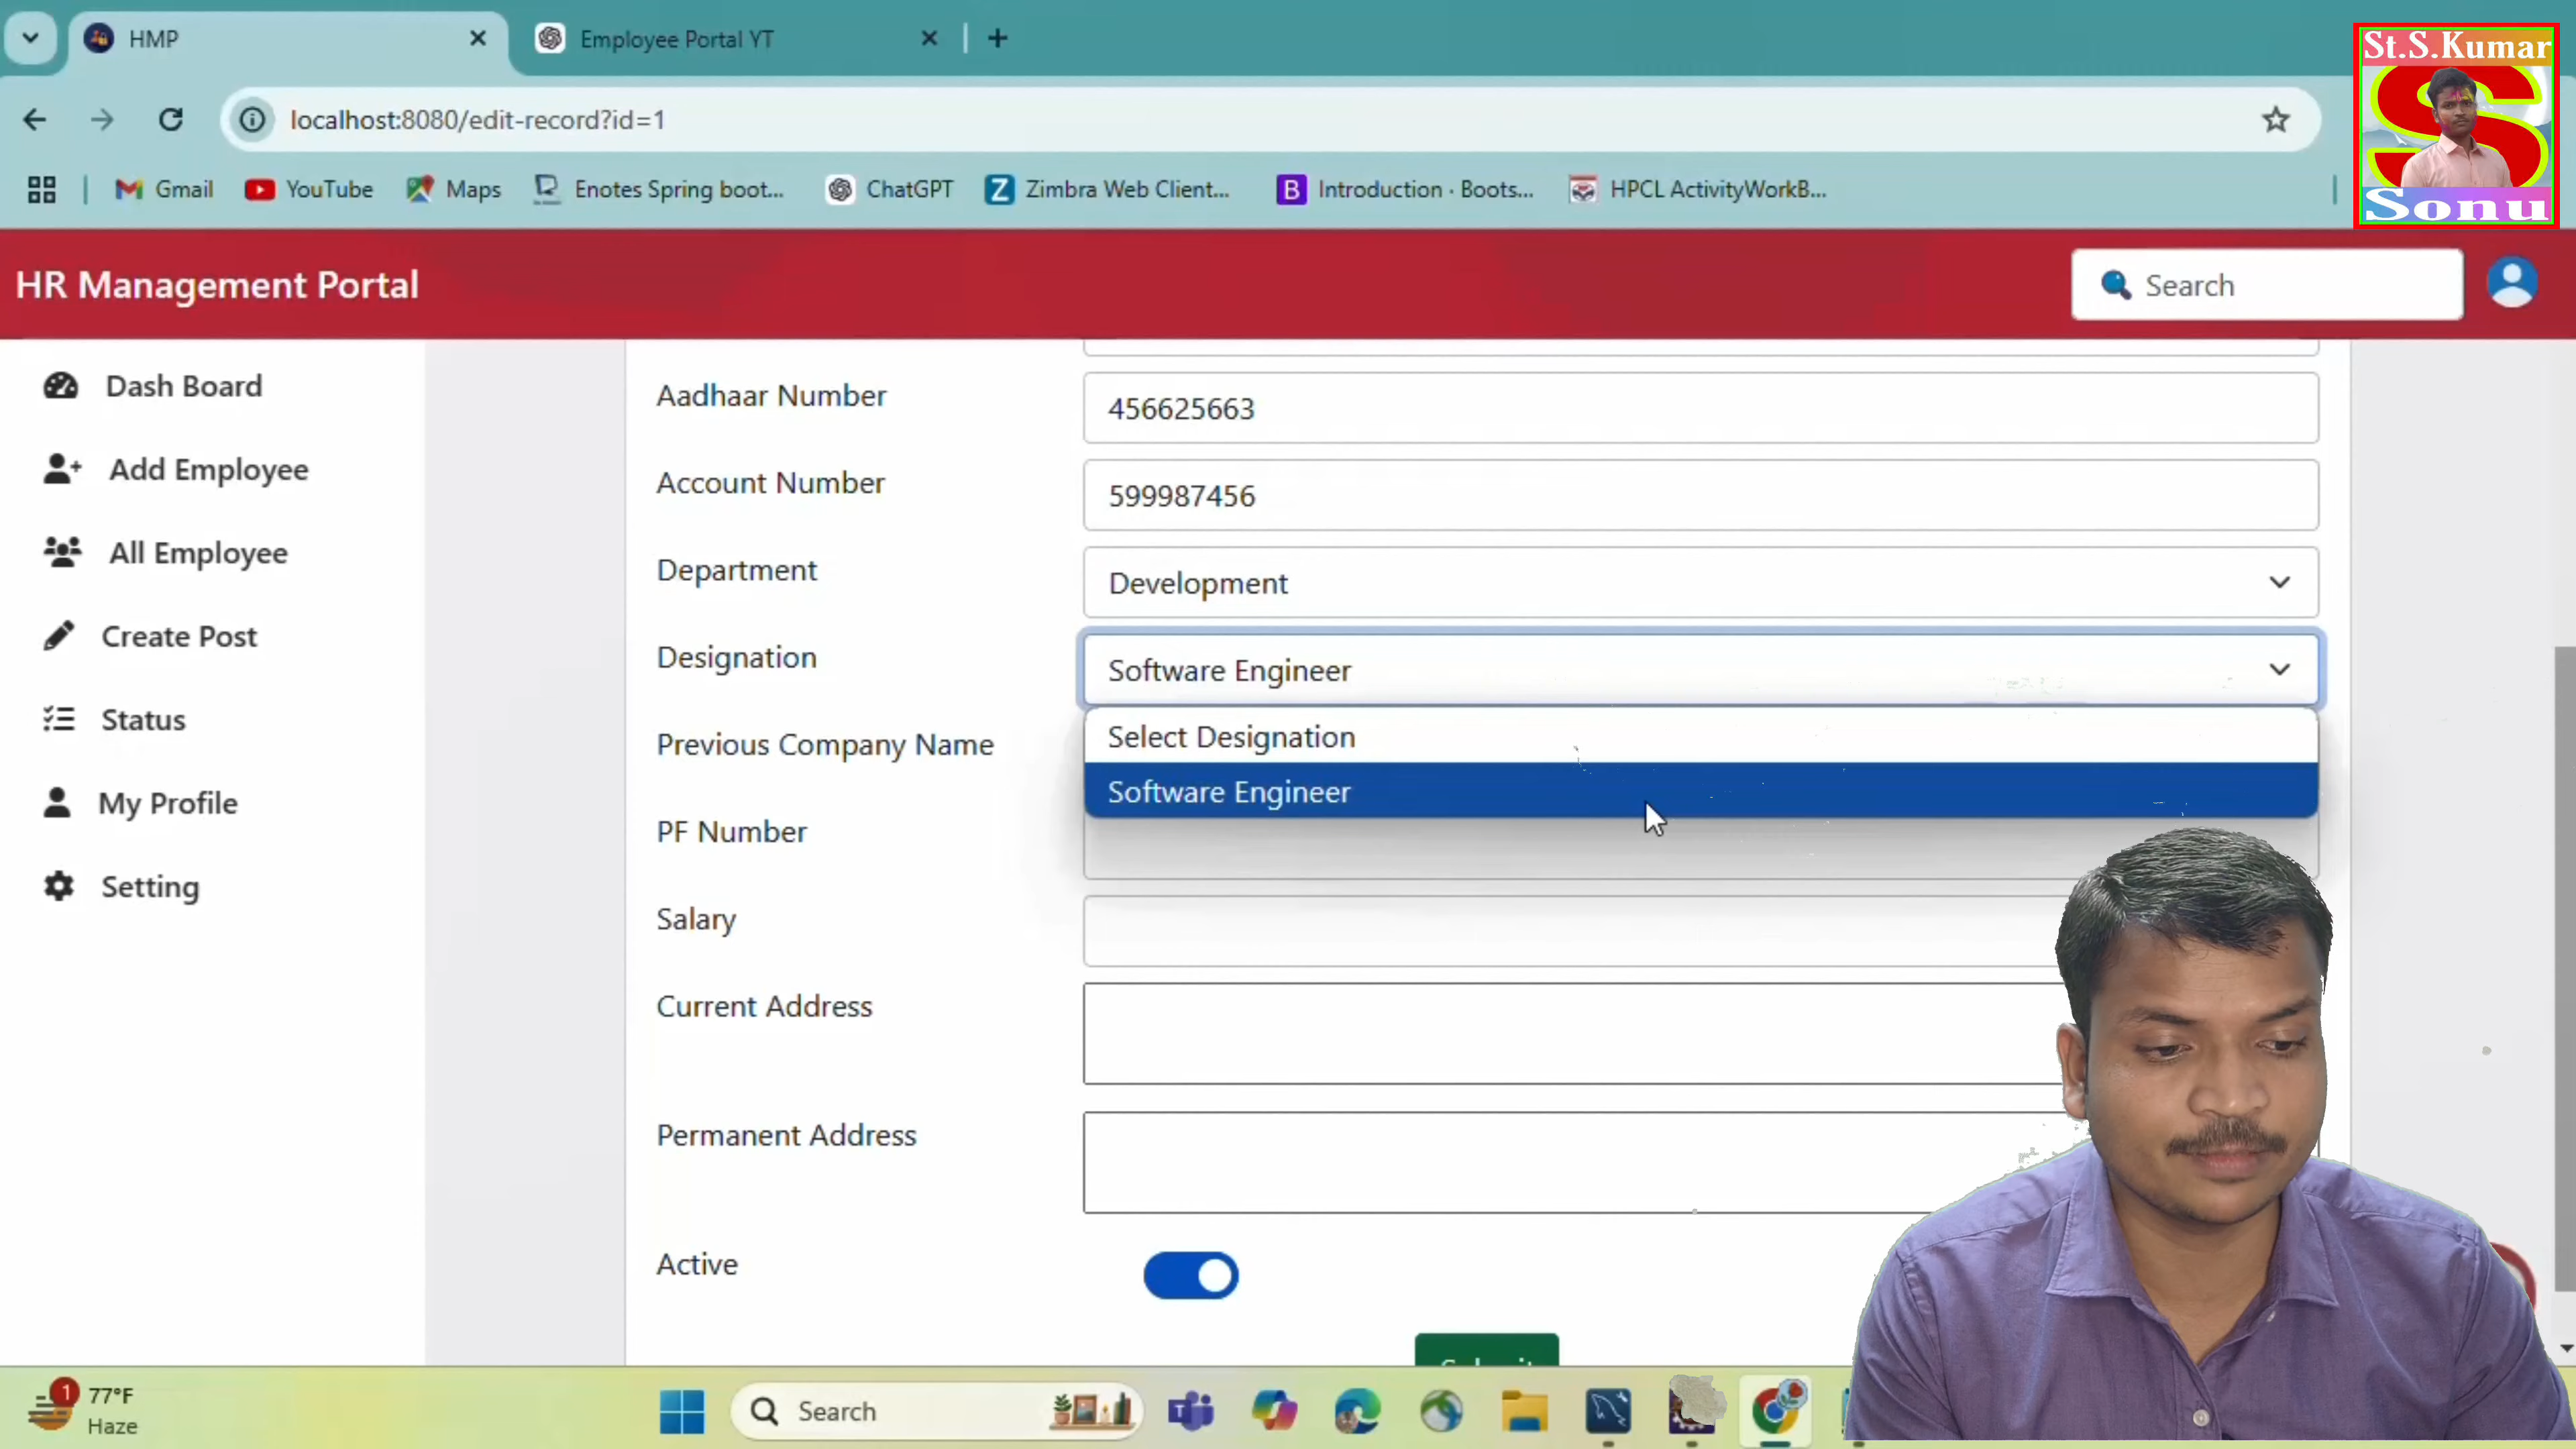 HMP
Employee Portal YT
localhost:8080/edit-record?id=1
Gmail
YouTube
Maps
Enotes Spring boot...
ChatGPT
Zimbra Web Client...
B
Introduction · Boots...
HPCL ActivityWorkB...
St.S.Kumar
S
Sonu
HR Management Portal
Search
Dash Board
Add Employee
All Employee
Create Post
Status
My Profile
Setting
Aadhaar Number
456625663
Account Number
599987456
Department
Development
Designation
Software Engineer
Select Designation
Software Engineer
Previous Company Name
PF Number
Salary
Current Address
Permanent Address
Active
Submit
1
77°F
Haze
Search